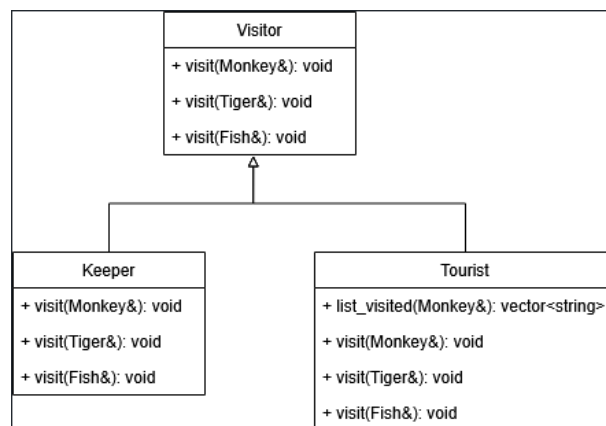 Visitor
+ visit(Monkey&): void
+ visit(Tiger&): void
+ visit(Fish&): void
Keeper
+ visit(Monkey&): void
+ visit(Tiger&): void
+ visit(Fish&): void
Tourist
+ list_visited(Monkey&): vector<string>
+ visit(Monkey&): void
+ visit(Tiger&): void
+ visit(Fish&): void